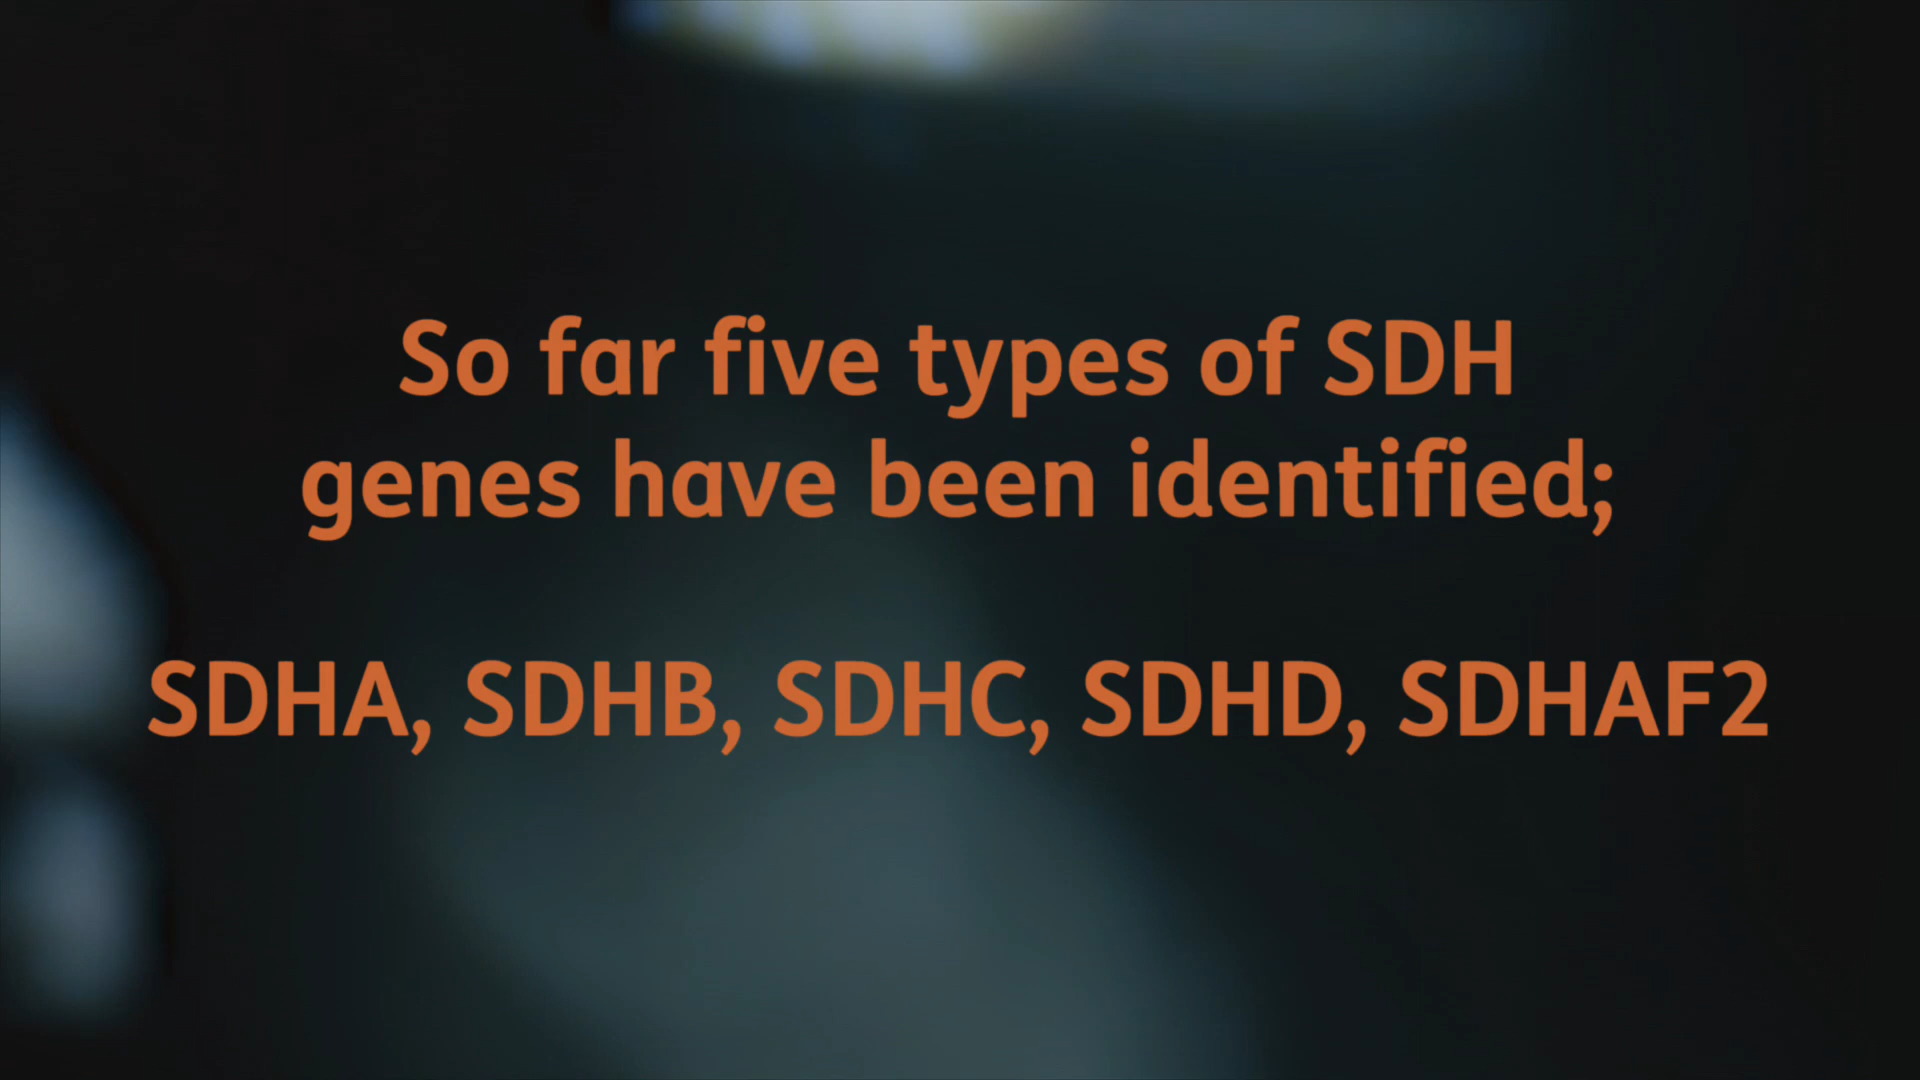 So far five types of SDH
genes have been identified;
SDHA, SDHB, SDHC, SDHD, SDHAF2